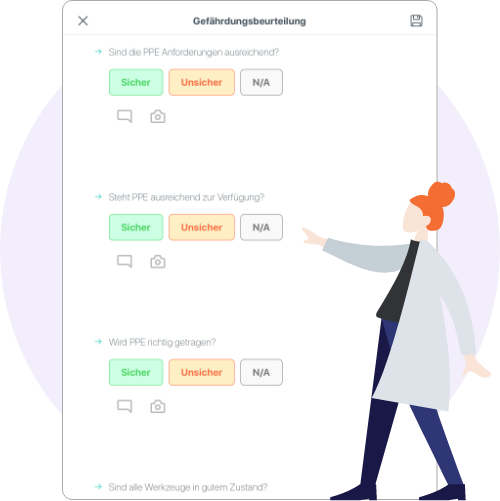 Gefährdungsbeurteilung
Sind die PPE Anforderungen ausreichend?
Sicher Unsicher N/A
Steht PPE ausreichend zur Verfügung?
Sicher Unsicher N/A
Wird PPE richtig getragen?
Sicher Unsicher N/A
Sind alle Werkzeuge in gutem Zustand?